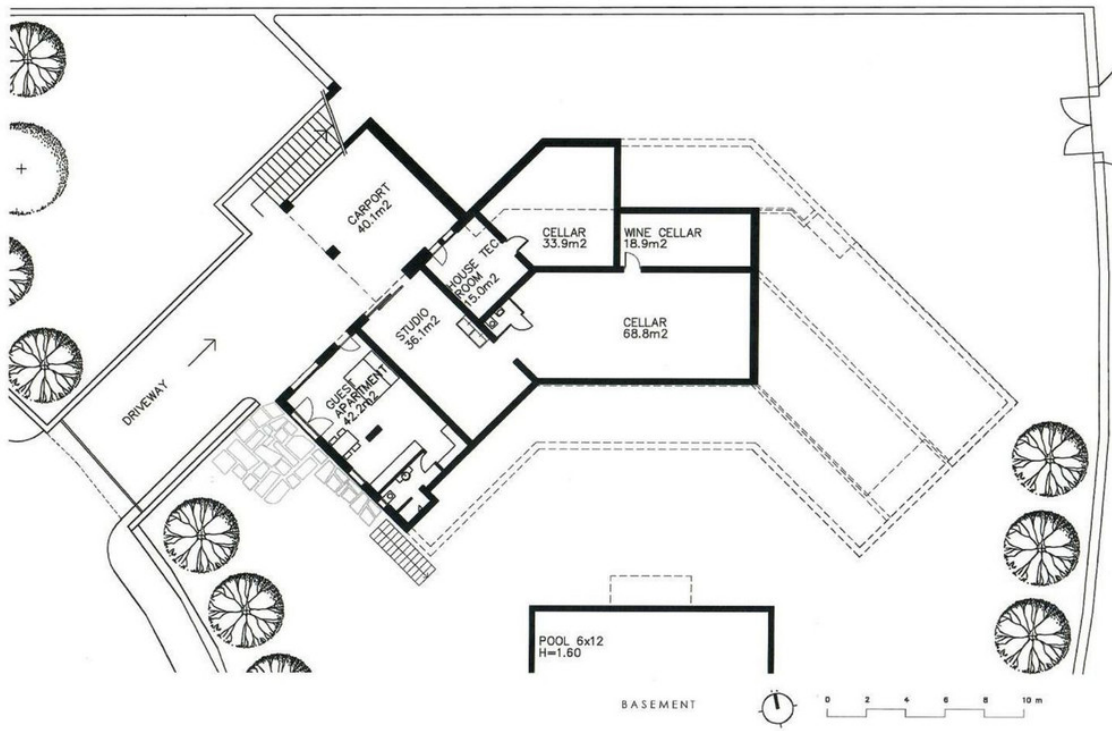 CARPORT
40.1m2
CELLAR
33.9m2
WINE CELLAR
18.9m2
HOUSE TEC.
ROOM
15.0m2
STUDIO
36.1m2
CELLAR
68.8m2
DRIVEWAY
GUEST
APARTMENT
42.2m2
POOL 6x12
H=1.60
BASEMENT
0 2 4 6 8 10 m